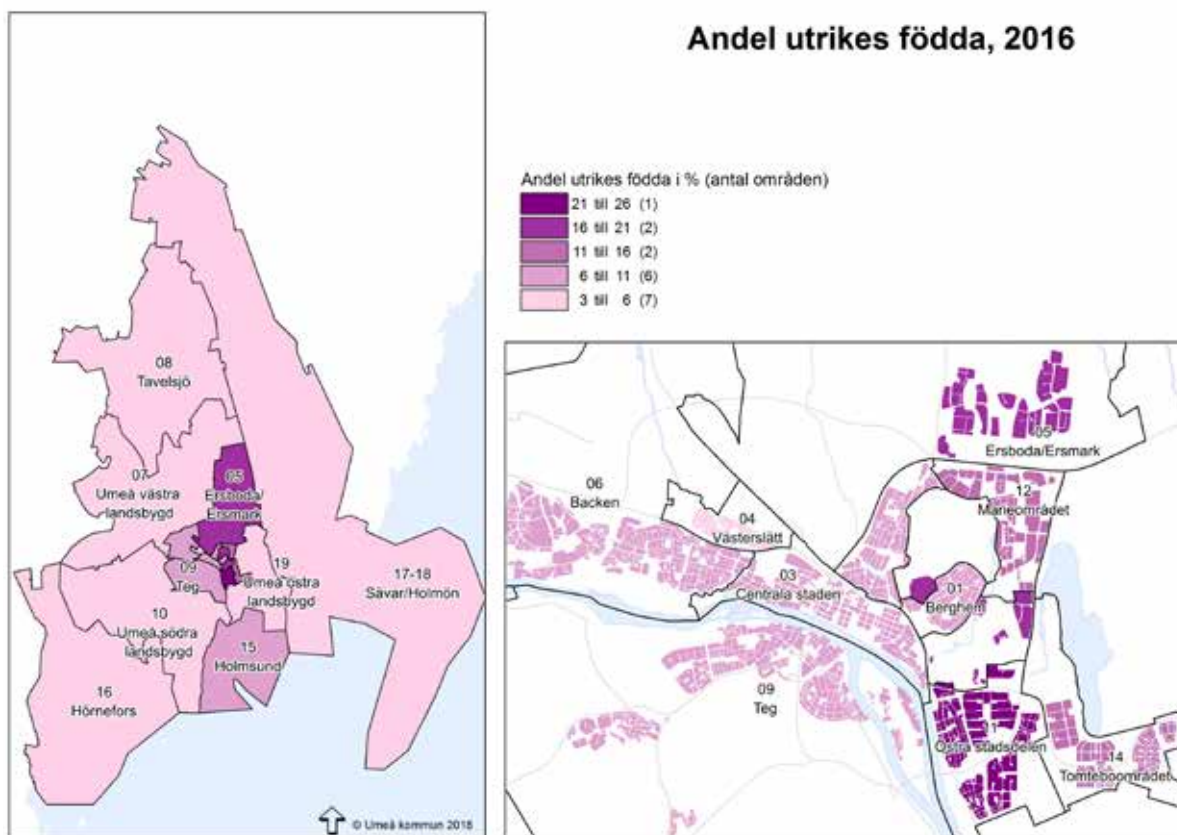 Andel utrikes födda, 2016
Andel utrikes födda i % (antal områden)
21 till 26 (1)
16 till 21 (2)
11 till 16 (2)
6 till 11 (6)
3 till 6 (7)
08
Tavelsjö
07
Umeå västra
landsbygd
05
Ersboda/
Ersmark
09
Teg
19
Umeå östra
landsbygd
17-18
Sävar/Holmön
10
Umeå södra
landsbygd
15
Holmsund
16
Hörnefors
© Umeå kommun 2018
05
Ersboda/Ersmark
06
Backen
12
Marieområdet
04
Västerslätt
03
Centrala staden
01
Berghem
09
Teg
11
Östra stadsdelen
14
Tomteboområdet